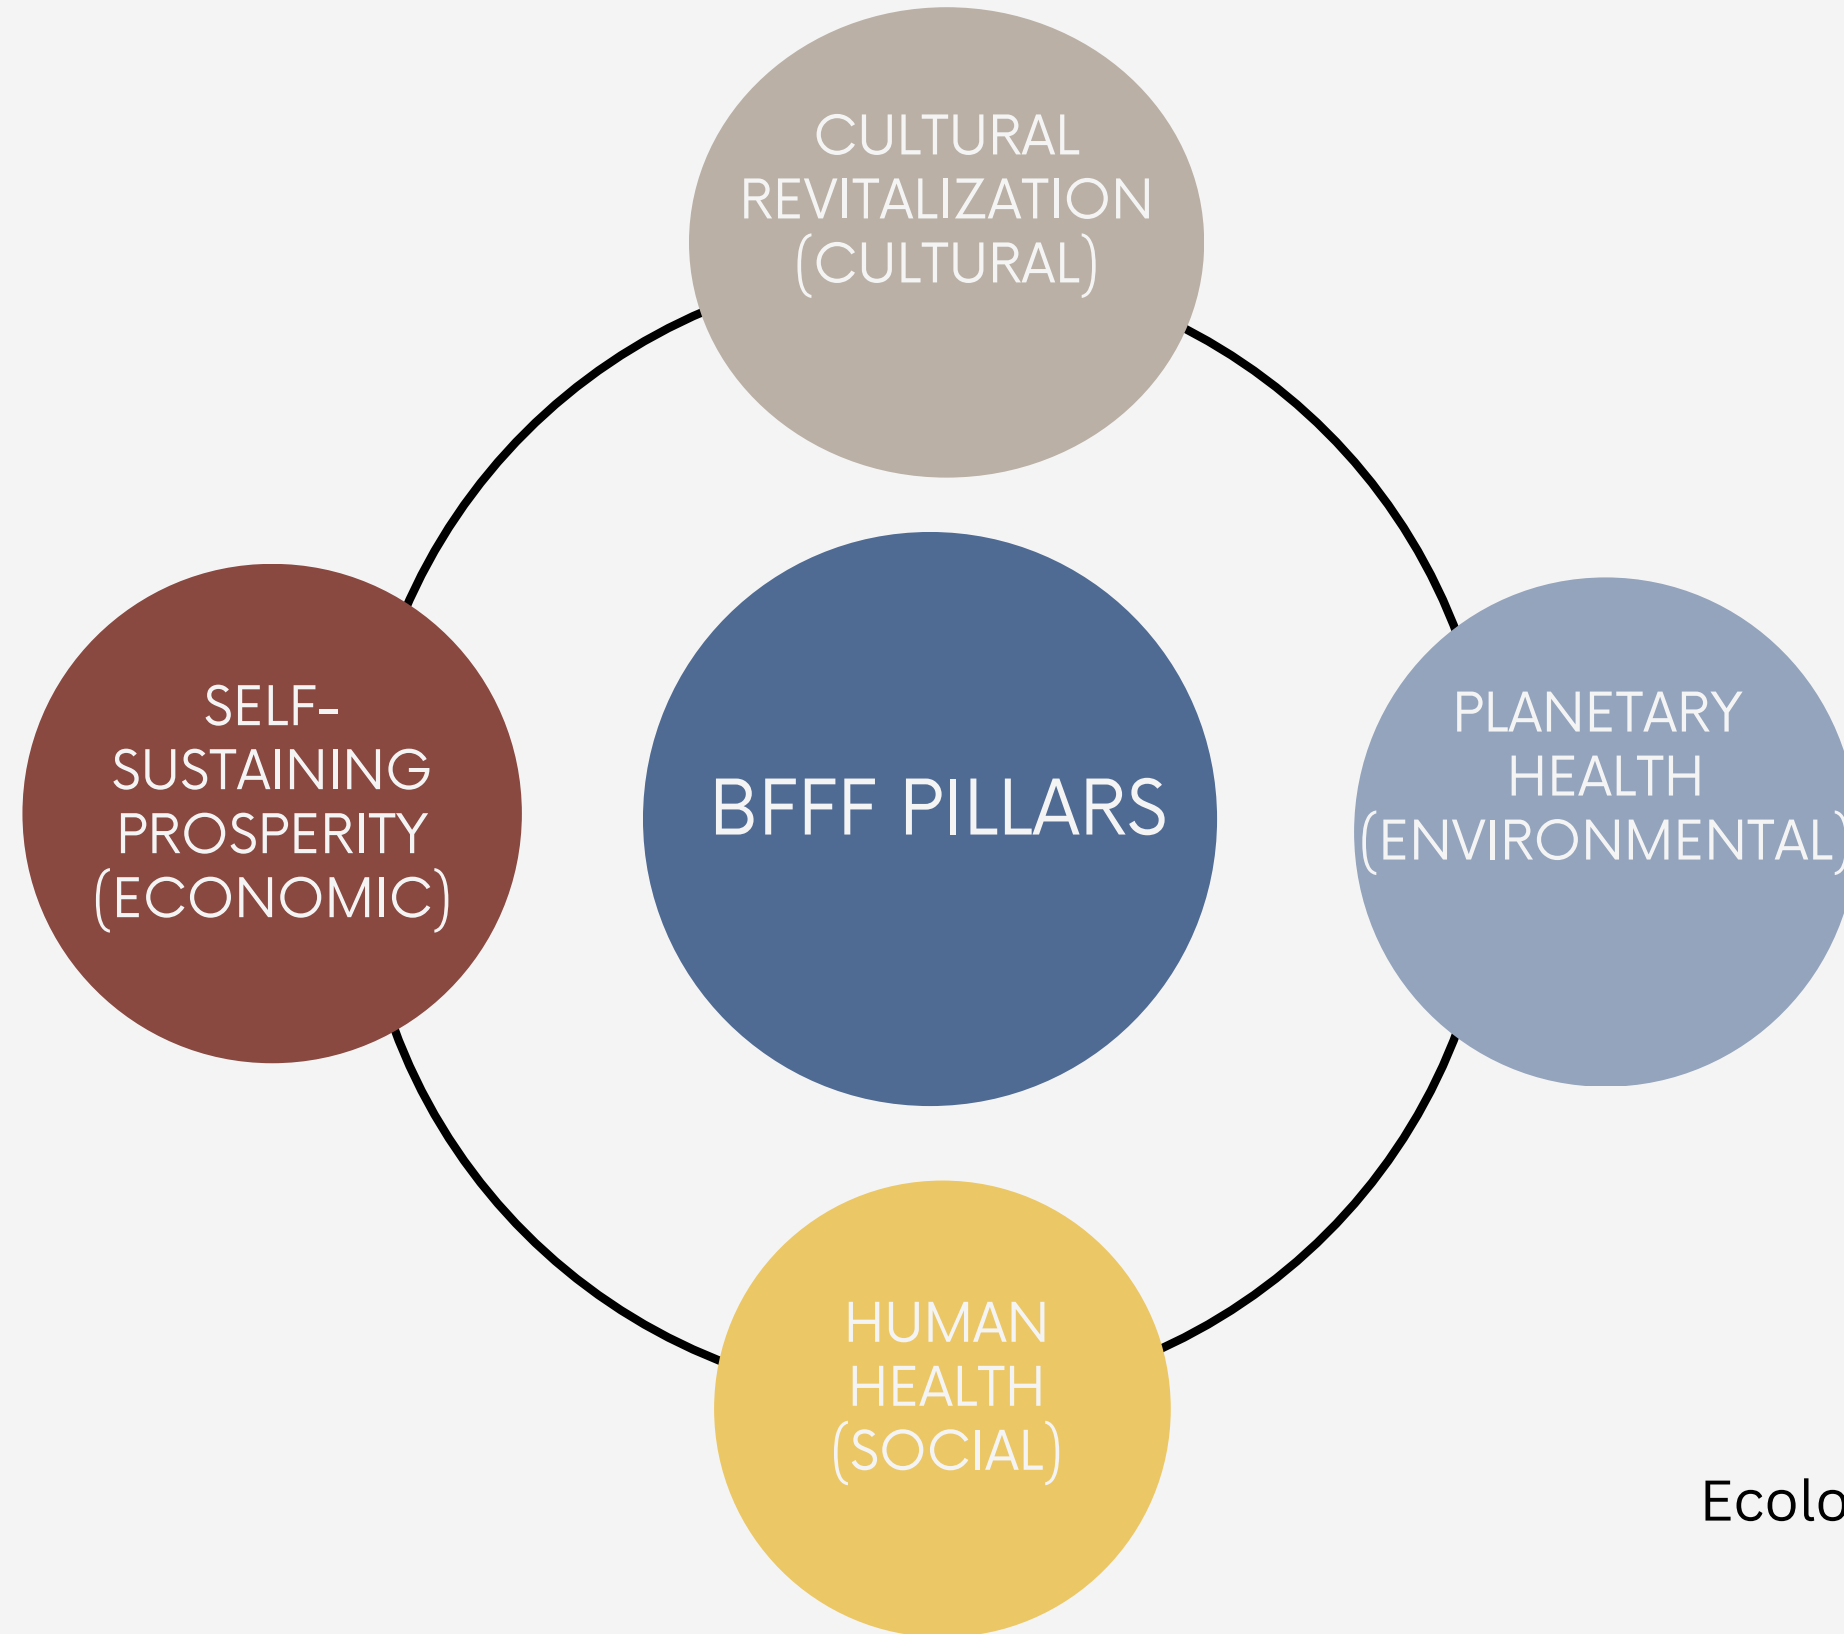 CULTURAL
REVITALIZATION
(CULTURAL)
SELF-
SUSTAINING
PROSPERITY
(ECONOMIC)
BFFF PILLARS
PLANETARY
HEALTH
(ENVIRONMENTAL)
HUMAN
HEALTH
(SOCIAL)